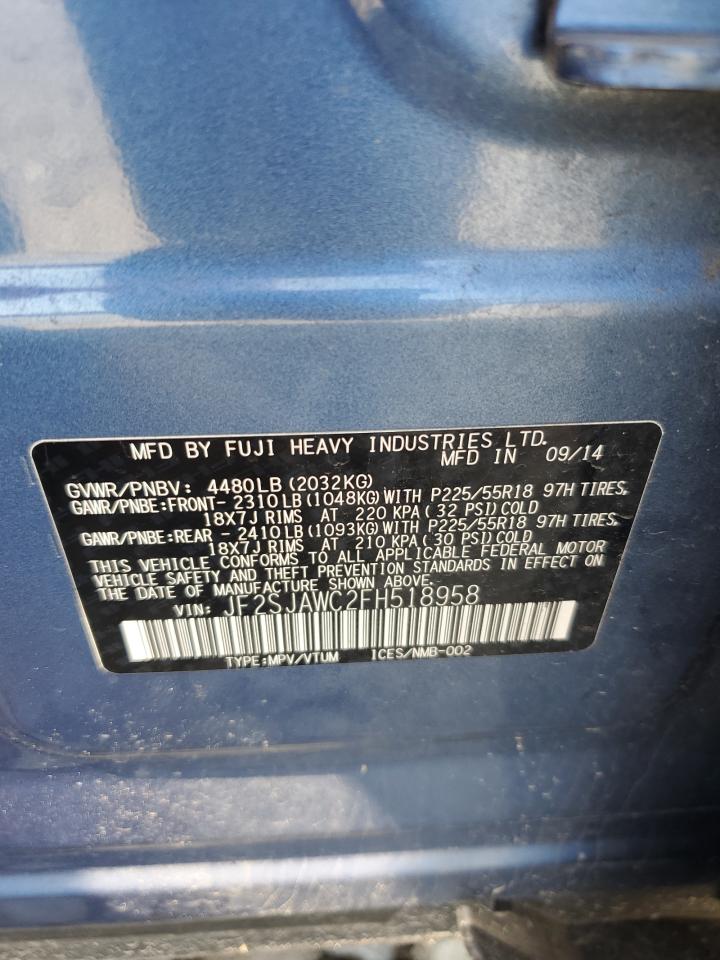 MFD BY FUJI HEAVY INDUSTRIES LTD.
MFD IN 09/14
GVWR/PNBV: 4480LB (2032KG)
GAWR/PNBE:FRONT- 2310LB (1048KG) WITH P225/55R18 97H TIRES,
18X7J RIMS AT 220 KPA (32 PSI) COLD
GAWR/PNBE:REAR - 2410LB (1093KG) WITH P225/55R18 97H TIRES,
18X7J RIMS AT 210 KPA (30 PSI) COLD
THIS VEHICLE CONFORMS TO ALL APPLICABLE FEDERAL MOTOR
VEHICLE SAFETY AND THEFT PREVENTION STANDARDS IN EFFECT ON
THE DATE OF MANUFACTURE SHOWN ABOVE.
VIN: JF2SJAWC2FH518958
TYPE:MPV/VTUM ICES/NMB-002